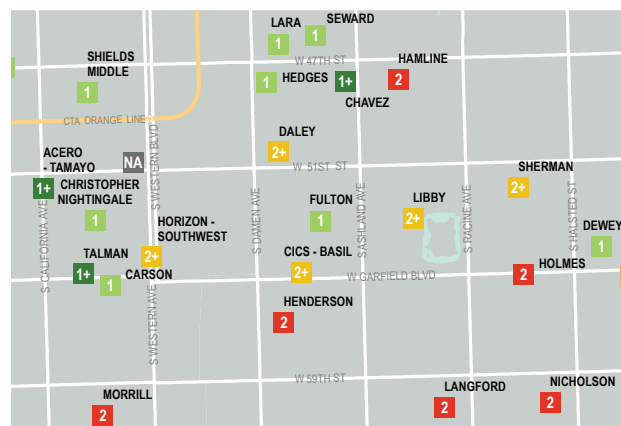 LARA
SEWARD
1
1
W 47TH ST
SHIELDS
MIDDLE
1
HEDGES
1
1+
CHAVEZ
HAMLINE
2
CTA ORANGE LINE
ACERO
- TAMAYO
NA
1+
S WESTERN BLVD
DALEY
2+
W 51ST ST
CHRISTOPHER
NIGHTINGALE
1
S CALIFORNIA AVE
HORIZON -
SOUTHWEST
2+
S DAMEN AVE
FULTON
1
S ASHLAND AVE
LIBBY
2+
S RACINE AVE
SHERMAN
2+
S HALSTED ST
DEWEY
1
TALMAN
1+
1
CARSON
CICS - BASIL
2+
W GARFIELD BLVD
HOLMES
2
S WESTERN AVE
HENDERSON
2
W 59TH ST
MORRILL
2
LANGFORD
2
NICHOLSON
2